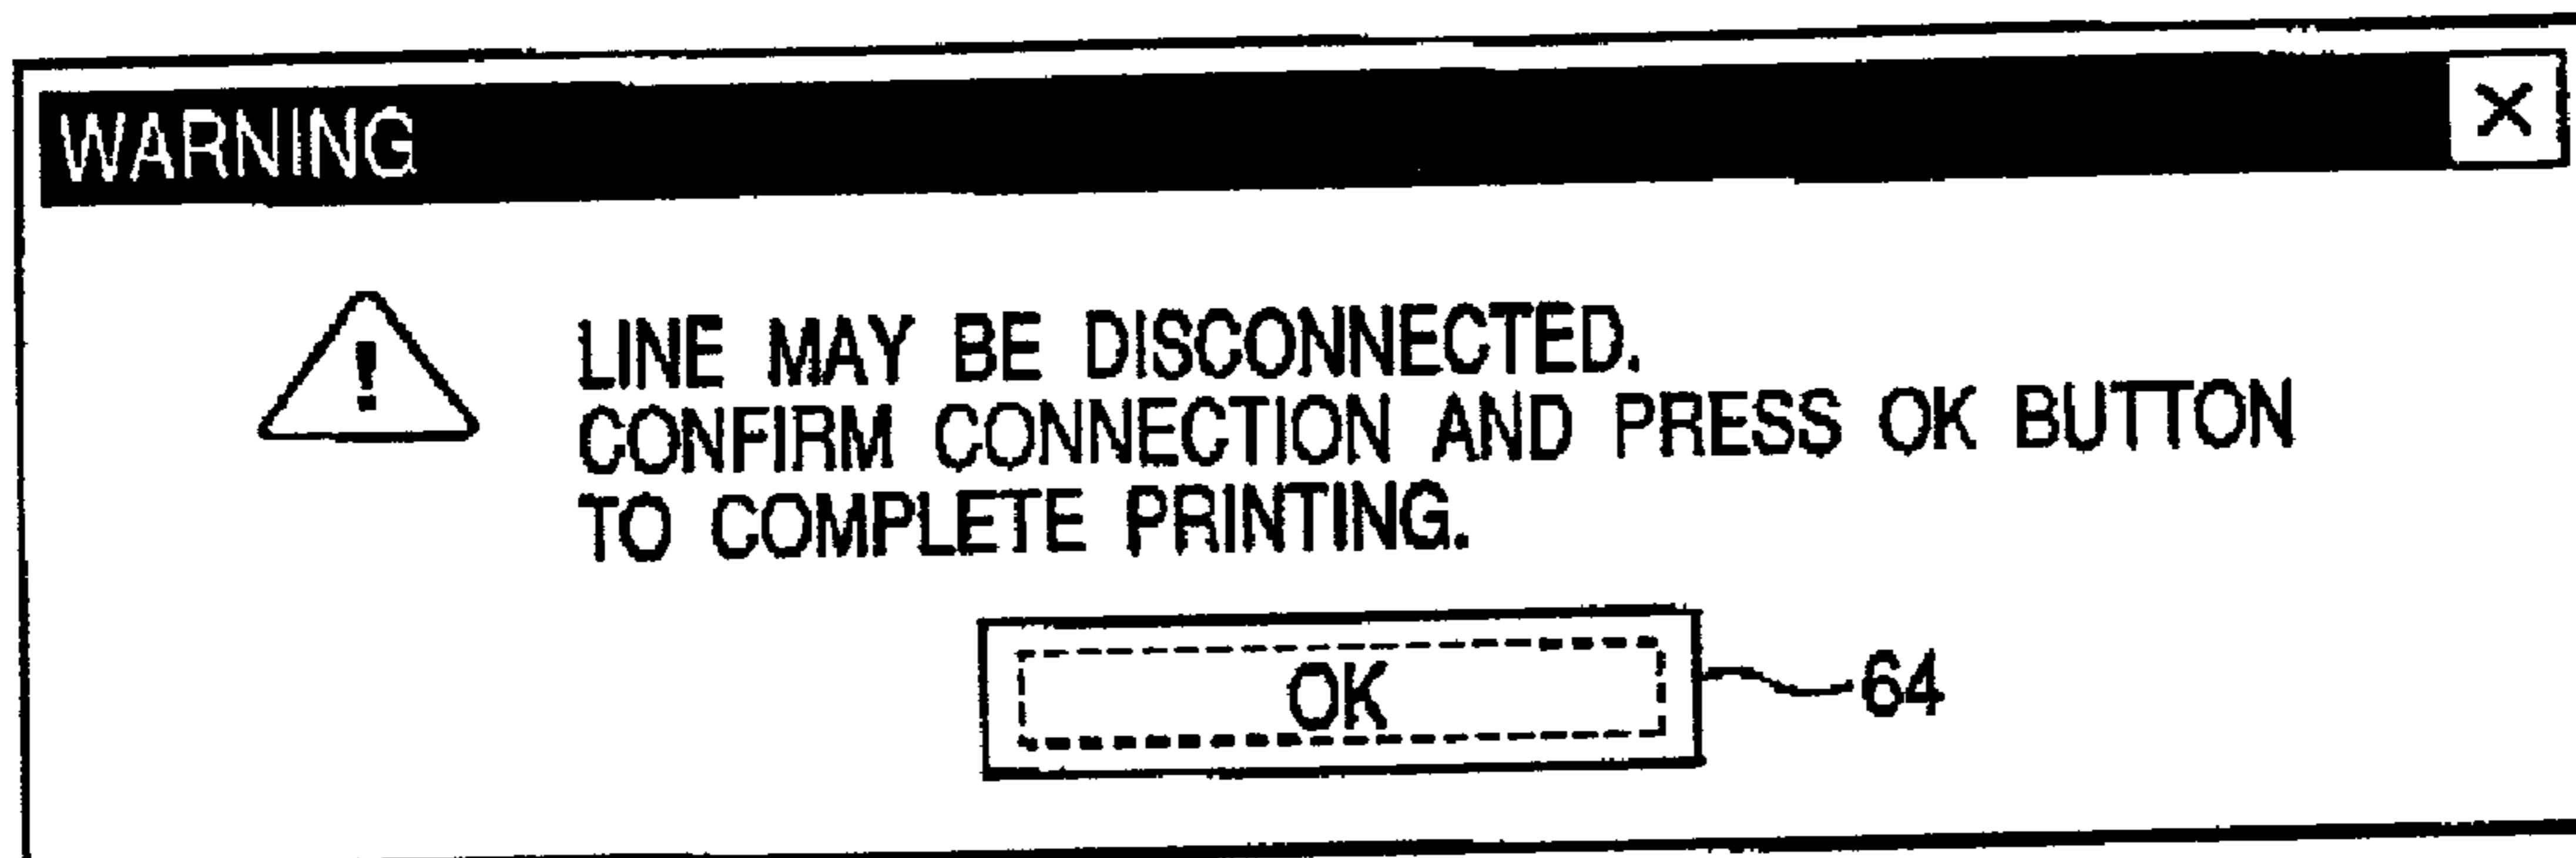 WARNING X
!
LINE MAY BE DISCONNECTED.
CONFIRM CONNECTION AND PRESS OK BUTTON
TO COMPLETE PRINTING.
OK
64